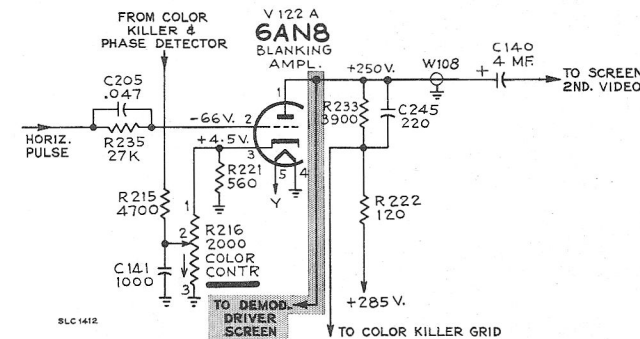 FROM COLOR
KILLER &
PHASE DETECTOR
V 122 A
6AN8
BLANKING
AMPL.
C205
.047
+250V.
W108
C140
4 MF.
+
TO SCREEN
2ND. VIDEO
1
R233
3900
C245
220
-66V.
2
+4.5V.
3
HORIZ.
PULSE
R235
27K
R221
560
5
4
Y
R215
4700
1
R216
2000
2
COLOR
CONTR
3
R222
120
C141
1000
+285 V.
TO DEMOD.
DRIVER
SCREEN
TO COLOR KILLER GRID
SLC1412